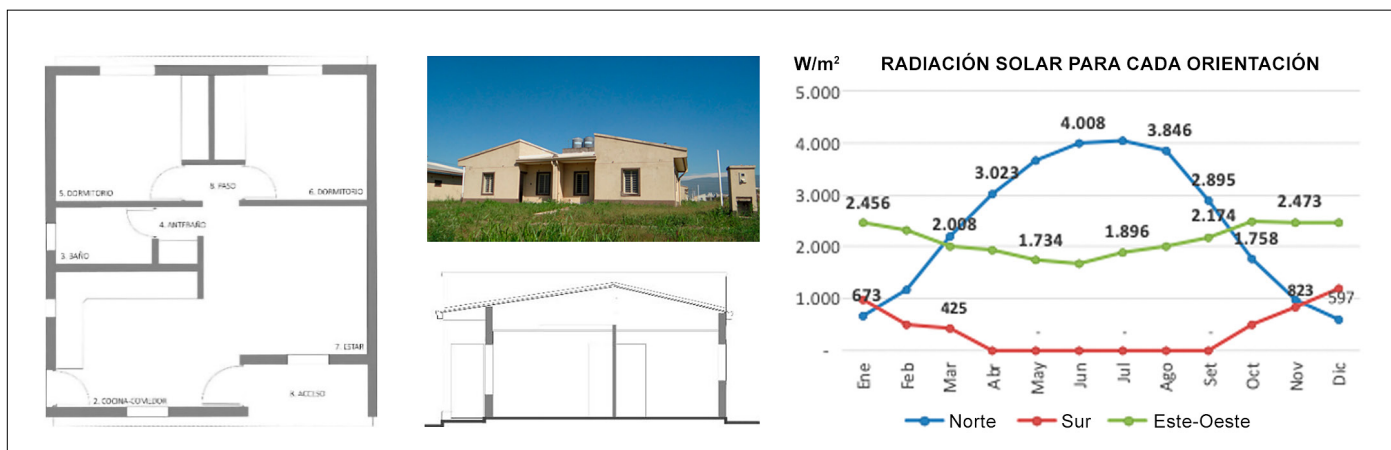 5. DORMITORIO
8. PASO
6. DORMITORIO
4. ANTEBAÑO
3. BAÑO
7. ESTAR
2. COCINA-COMEDOR
ACCESO
W/m² RADIACIÓN SOLAR PARA CADA ORIENTACIÓN
5.000
4.000
3.000
2.000
1.000
-
2.456
673
2.008
425
3.023
1.734
-
4.008
-
1.896
3.846
2.895
2.174
-
1.758
2.473
823
597
Ene Feb Mar Abr May Jun Jul Ago Set Oct Nov Dic
Norte Sur Este-Oeste